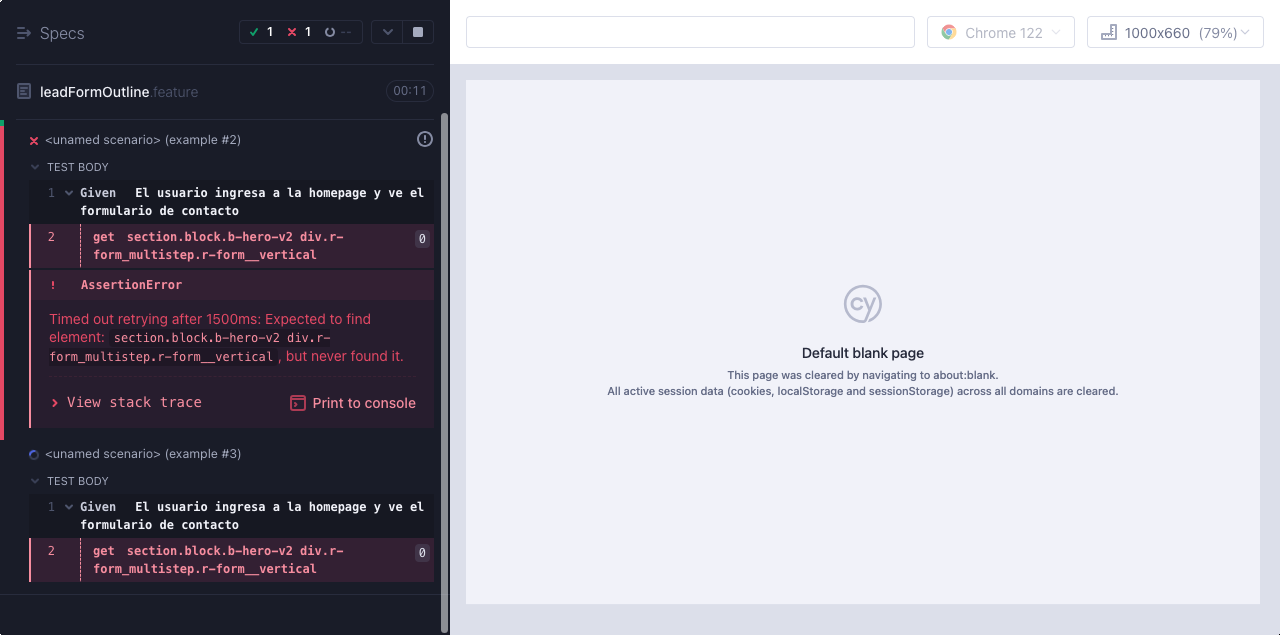 Specs
1 1 --
Chrome 122
1000x660 (79%)
leadFormOutline.feature
00:11
<unamed scenario> (example #2)
TEST BODY
1 Given El usuario ingresa a la homepage y ve el
formulario de contacto
2 get section.block.b-hero-v2 div.r-
form_multistep.r-form__vertical
0
! AssertionError
Timed out retrying after 1500ms: Expected to find
element: section.block.b-hero-v2 div.r-
form_multistep.r-form__vertical , but never found it.
View stack trace
Print to console
<unamed scenario> (example #3)
TEST BODY
1 Given El usuario ingresa a la homepage y ve el
formulario de contacto
2 get section.block.b-hero-v2 div.r-
form_multistep.r-form__vertical
0
cy
Default blank page
This page was cleared by navigating to about:blank.
All active session data (cookies, localStorage and sessionStorage) across all domains are cleared.